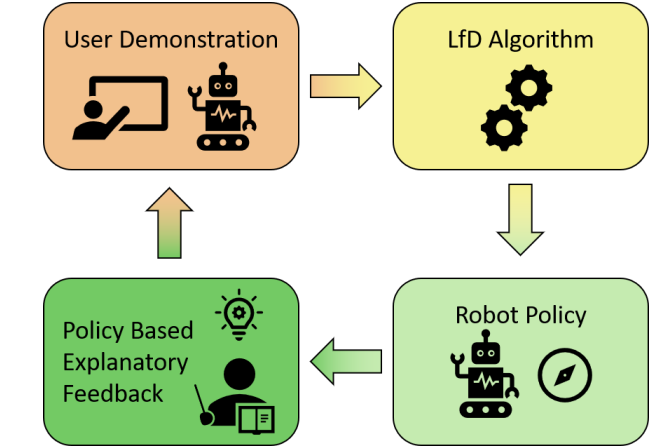 User Demonstration
LfD Algorithm
Robot Policy
Policy Based
Explanatory
Feedback